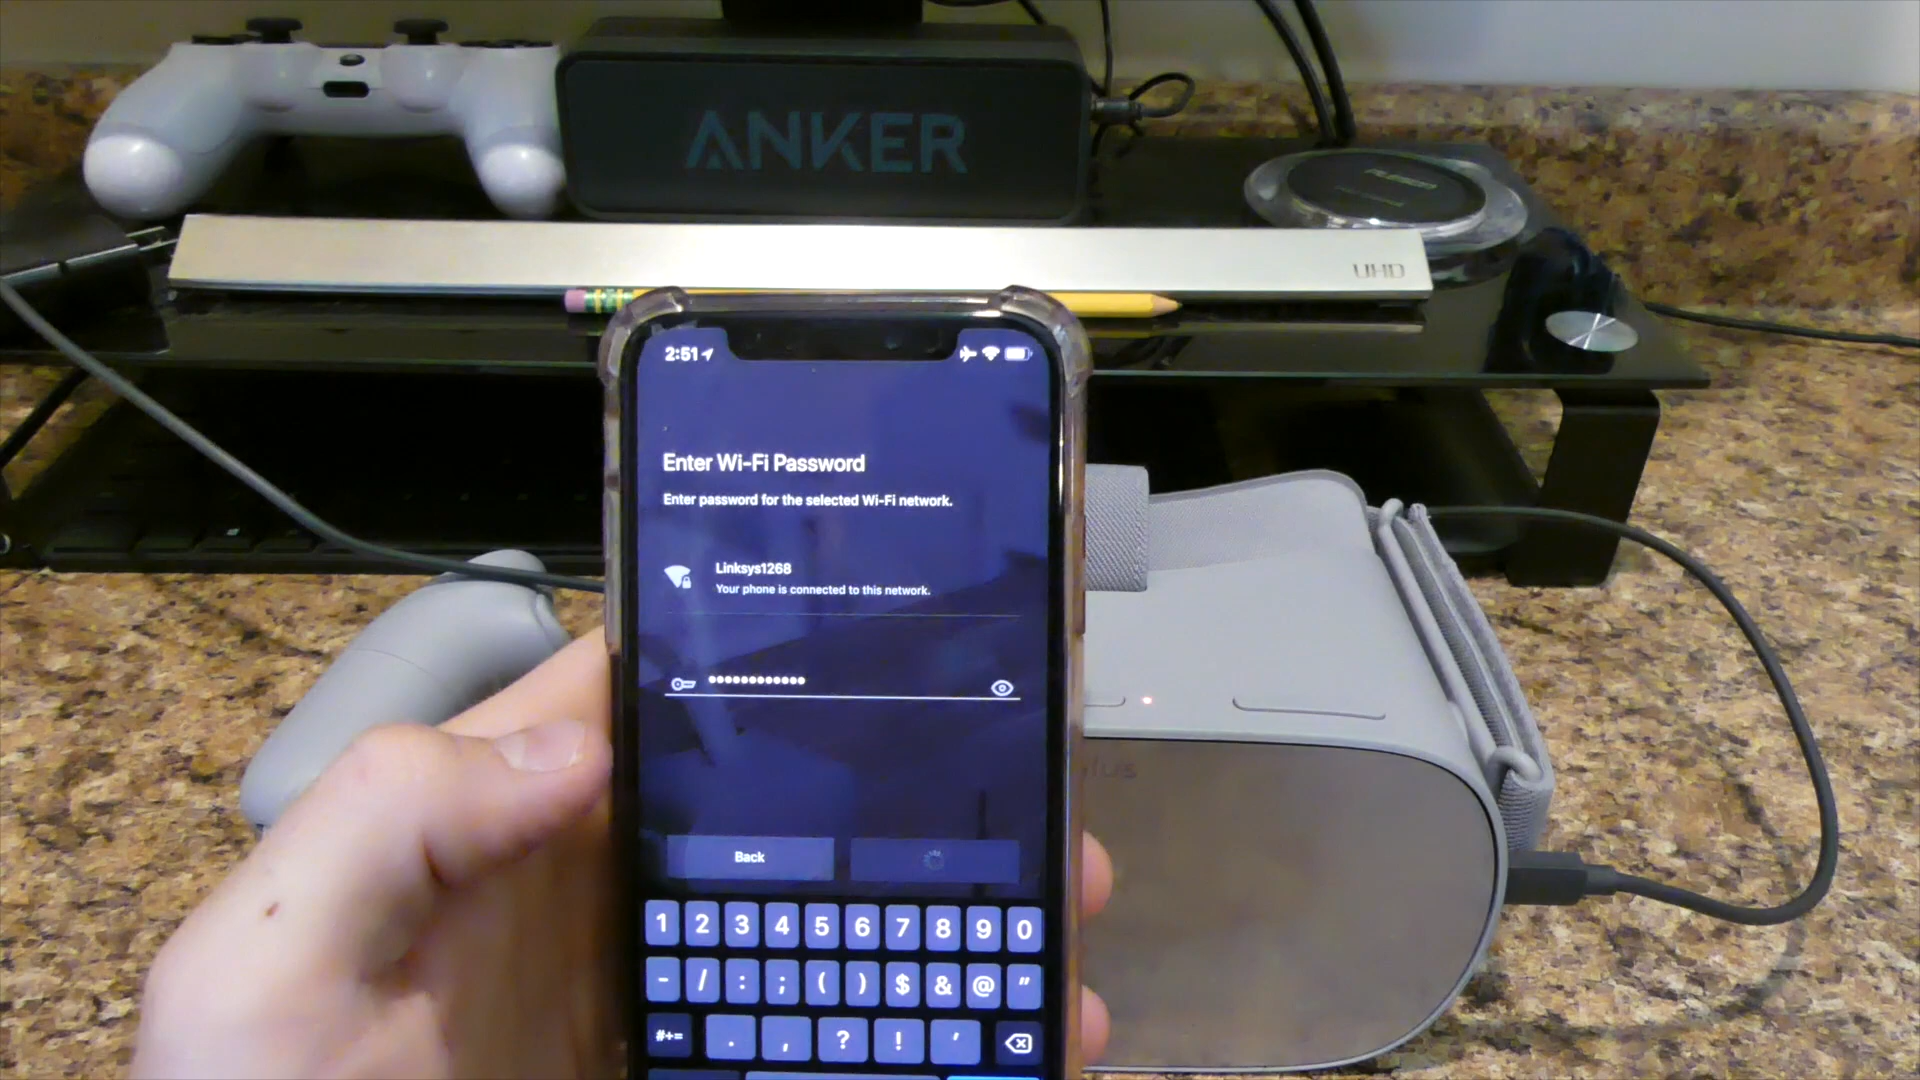 ANKER
UHD
2:51
Enter Wi-Fi Password
Enter password for the selected Wi-Fi network.
Linksys1268
Your phone is connected to this network.
••••••••••••
Back
1 2 3 4 5 6 7 8 9 0
- / : ; ( ) $ & @ "
#+= . , ? ! '